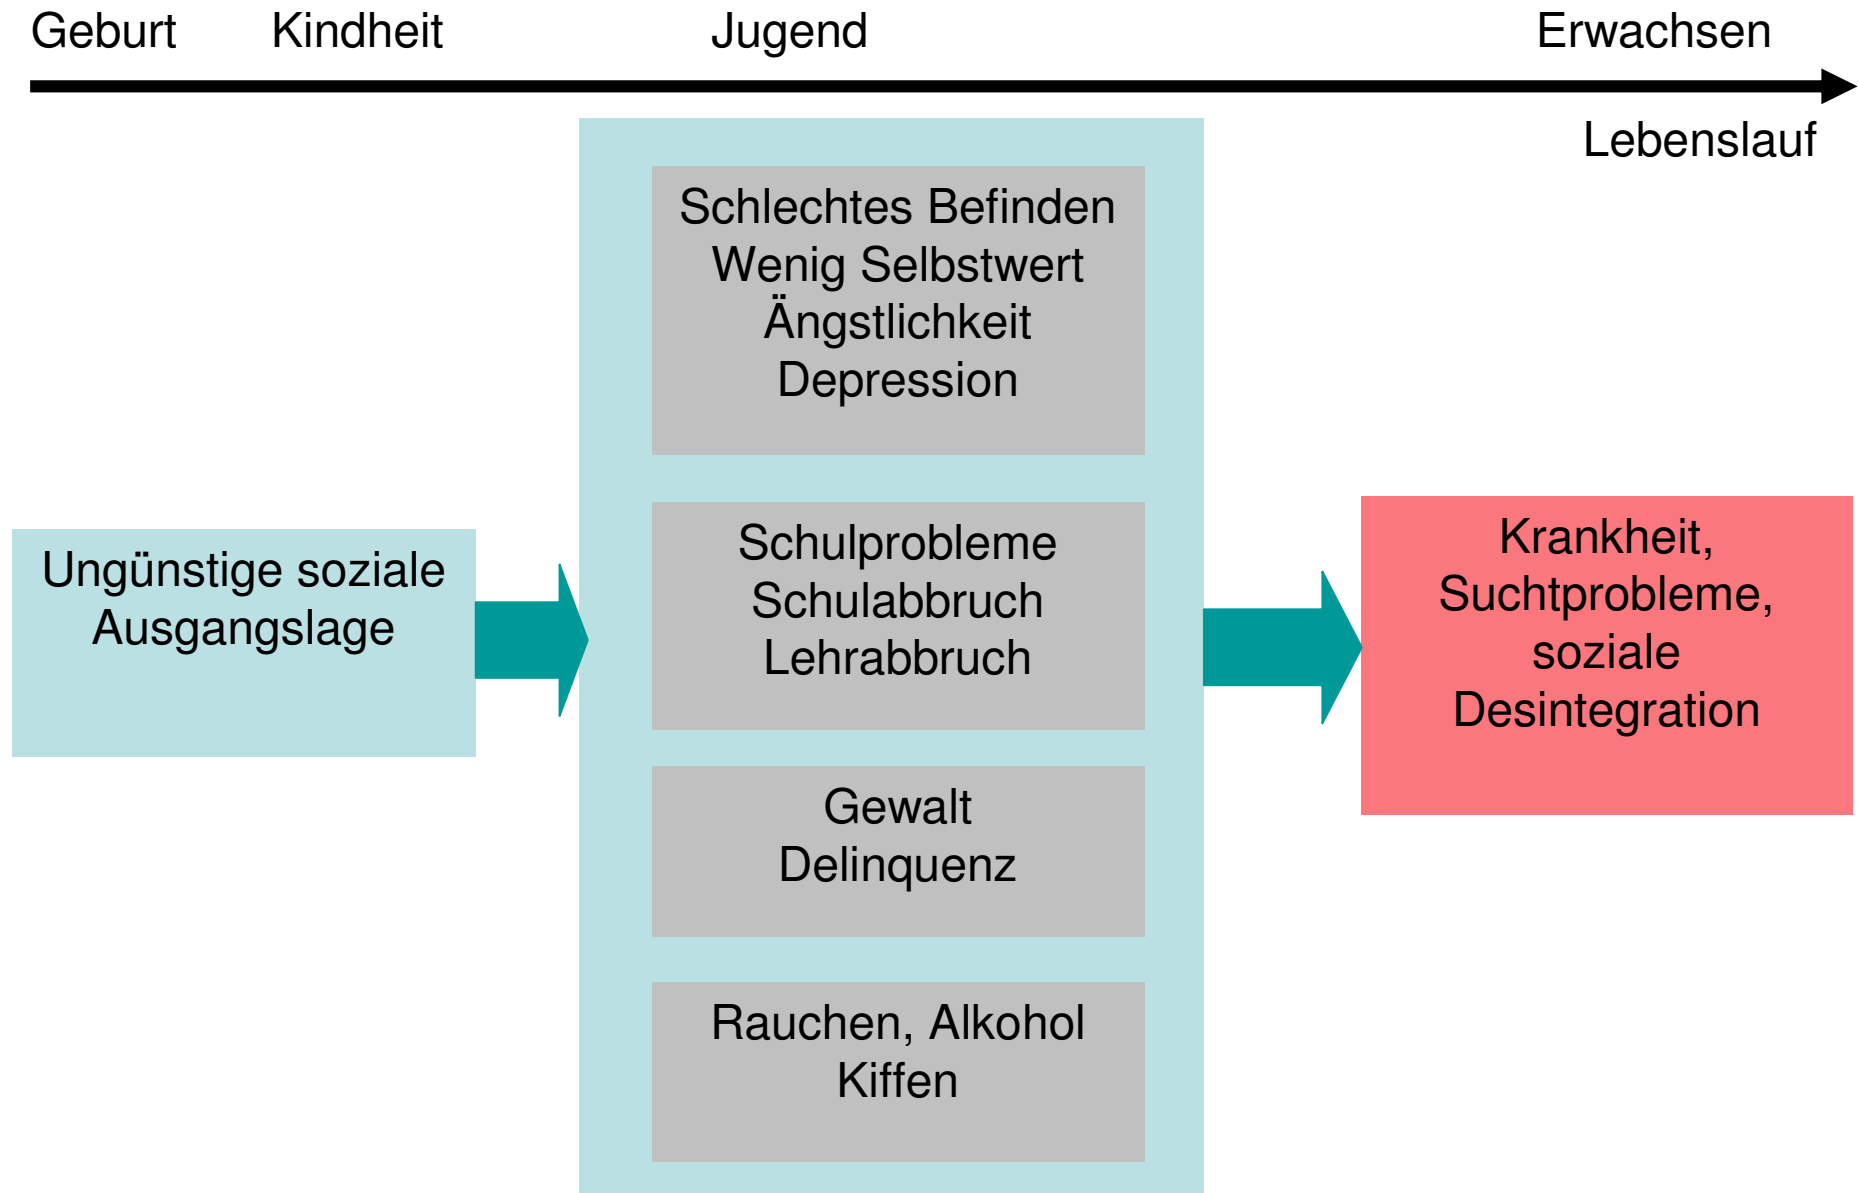 Geburt Kindheit Jugend Erwachsen
Lebenslauf
Schlechtes Befinden
Wenig Selbstwert
Ängstlichkeit
Depression
Ungünstige soziale
Ausgangslage
Schulprobleme
Schulabbruch
Lehrabbruch
Gewalt
Delinquenz
Rauchen, Alkohol
Kiffen
Krankheit,
Suchtprobleme,
soziale
Desintegration